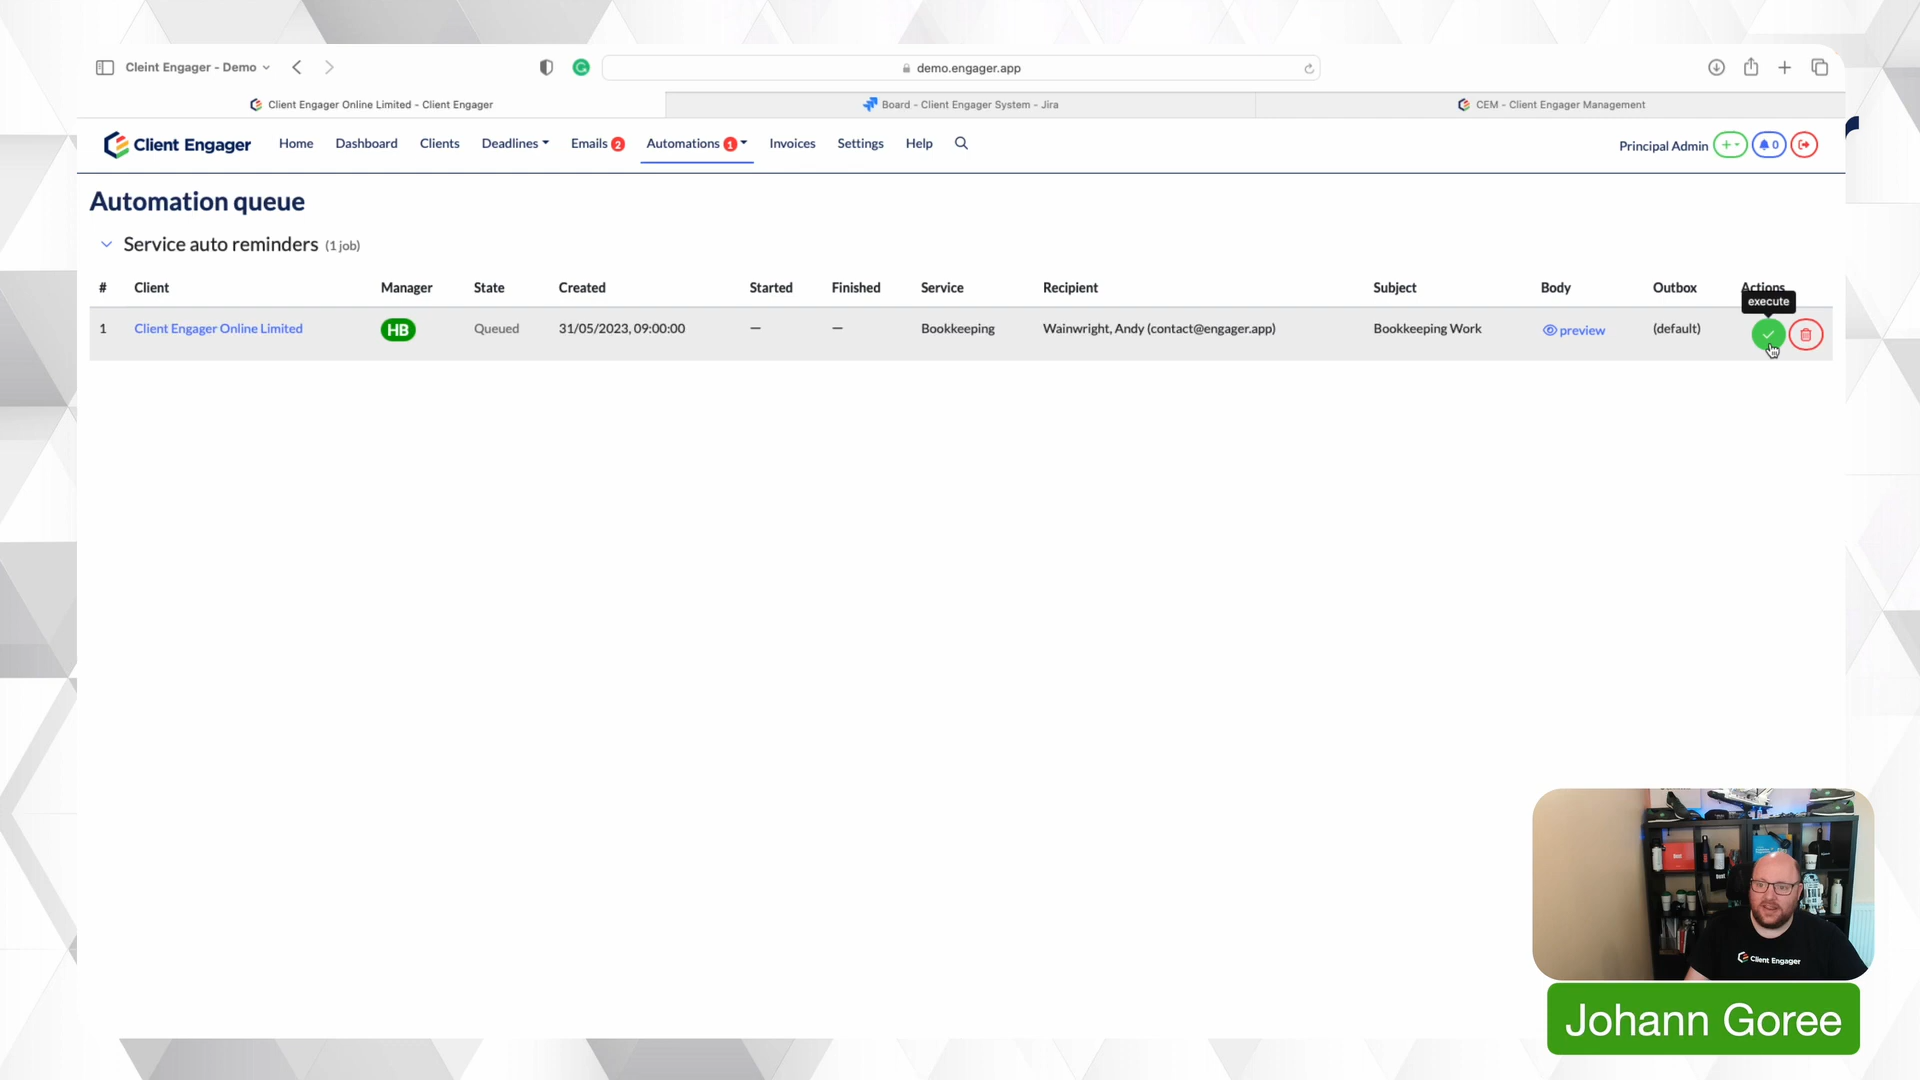 Cleint Engager - Demo
demo.engager.app
Client Engager Online Limited - Client Engager
Board - Client Engager System - Jira
CEM - Client Engager Management
Client Engager
Home
Dashboard
Clients
Deadlines
Emails 2
Automations 1
Invoices
Settings
Help
Principal Admin
+
0
Automation queue
Service auto reminders (1 job)
# Client Manager State Created Started Finished Service Recipient Subject Body Outbox Actions
execute
1 Client Engager Online Limited HB Queued 31/05/2023, 09:00:00 — — Bookkeeping Wainwright, Andy (contact@engager.app) Bookkeeping Work preview (default)
Client Engager
Johann Goree